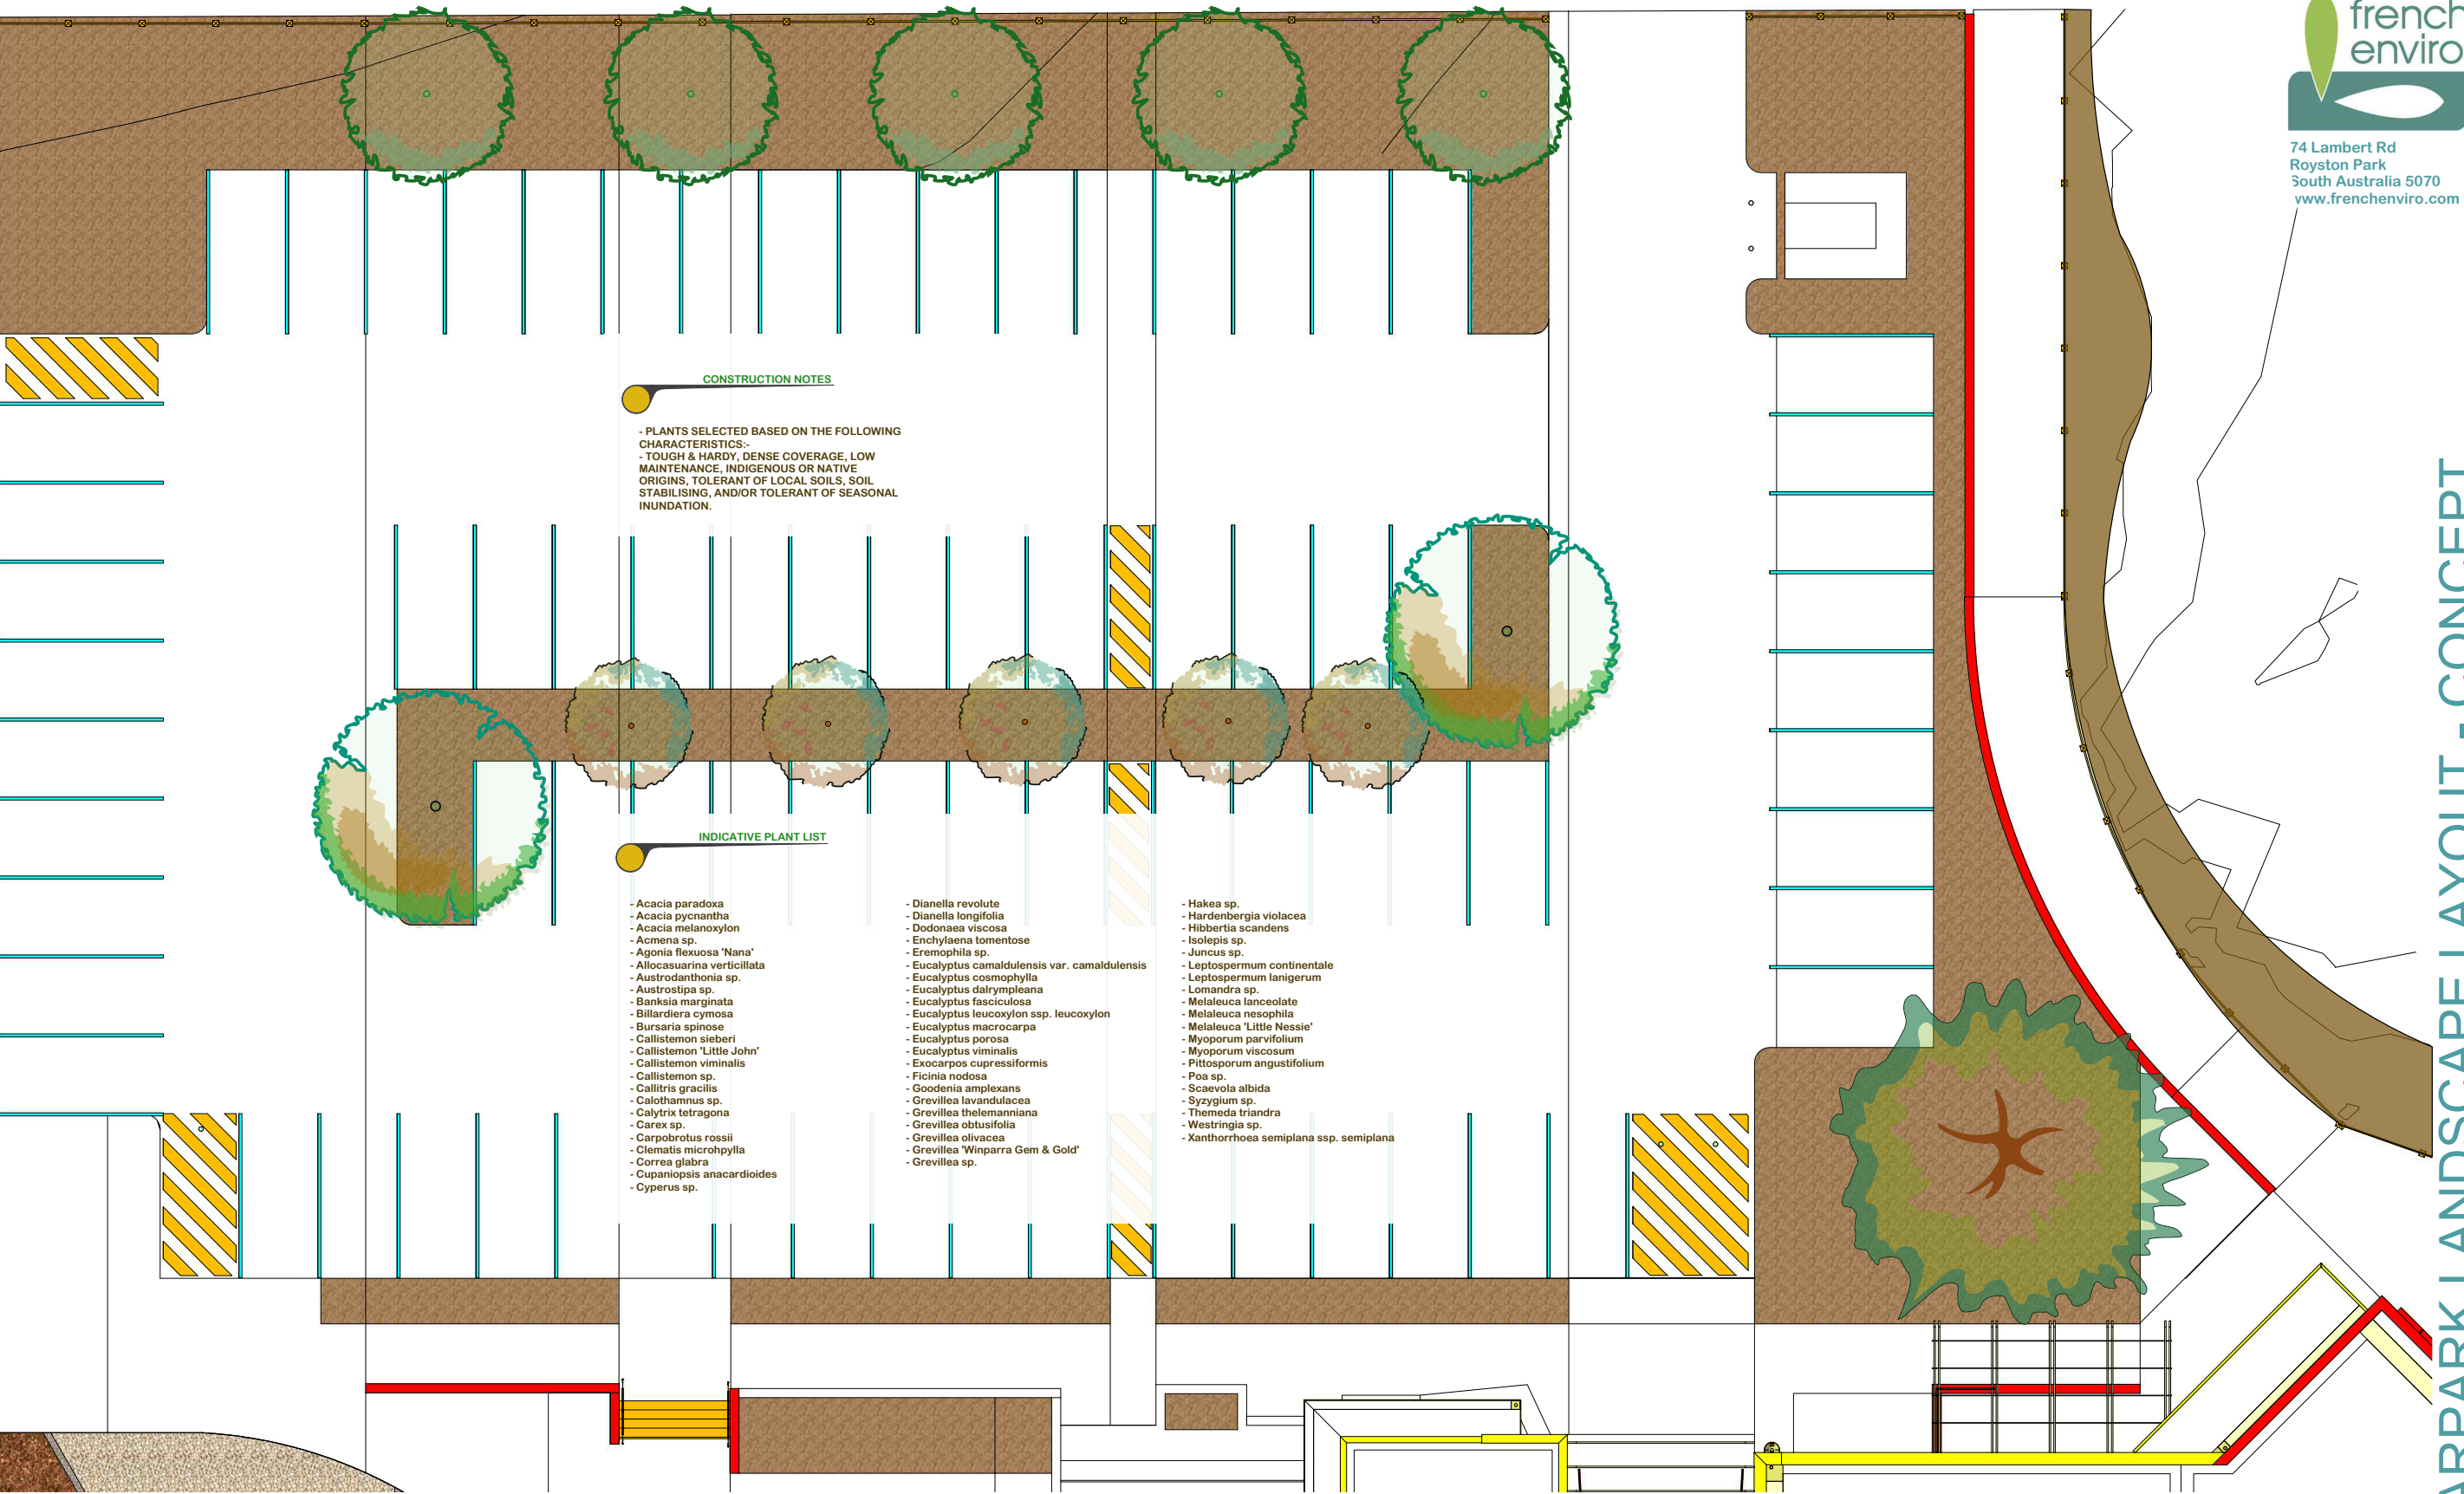 french
enviro
74 Lambert Rd
Royston Park
South Australia 5070
www.frenchenviro.com
CONSTRUCTION NOTES
- PLANTS SELECTED BASED ON THE FOLLOWING
CHARACTERISTICS:-
- TOUGH & HARDY, DENSE COVERAGE, LOW
MAINTENANCE, INDIGENOUS OR NATIVE
ORIGINS, TOLERANT OF LOCAL SOILS, SOIL
STABILISING, AND/OR TOLERANT OF SEASONAL
INUNDATION.
INDICATIVE PLANT LIST
- Acacia paradoxa
- Acacia pycnantha
- Acacia melanoxylon
- Acmena sp.
- Agonia flexuosa 'Nana'
- Allocasuarina verticillata
- Austrodanthonia sp.
- Austrostipa sp.
- Banksia marginata
- Billardiera cymosa
- Bursaria spinose
- Callistemon sieberi
- Callistemon 'Little John'
- Callistemon viminalis
- Callistemon sp.
- Callitris gracilis
- Calothamnus sp.
- Calytrix tetragona
- Carex sp.
- Carpobrotus rossii
- Clematis microhpylla
- Correa glabra
- Cupaniopsis anacardioides
- Cyperus sp.
- Dianella revolute
- Dianella longifolia
- Dodonaea viscosa
- Enchylaena tomentose
- Eremophila sp.
- Eucalyptus camaldulensis var. camaldulensis
- Eucalyptus cosmophylla
- Eucalyptus dalrympleana
- Eucalyptus fasciculosa
- Eucalyptus leucoxylon ssp. leucoxylon
- Eucalyptus macrocarpa
- Eucalyptus porosa
- Eucalyptus viminalis
- Exocarpos cupressiformis
- Ficinia nodosa
- Goodenia amplexans
- Grevillea lavandulacea
- Grevillea thelemanniana
- Grevillea obtusifolia
- Grevillea olivacea
- Grevillea 'Winparra Gem & Gold'
- Grevillea sp.
- Hakea sp.
- Hardenbergia violacea
- Hibbertia scandens
- Isolepis sp.
- Juncus sp.
- Leptospermum continentale
- Leptospermum lanigerum
- Lomandra sp.
- Melaleuca lanceolate
- Melaleuca nesophila
- Melaleuca 'Little Nessie'
- Myoporum parvifolium
- Myoporum viscosum
- Pittosporum angustifolium
- Poa sp.
- Scaevola albida
- Syzygium sp.
- Themeda triandra
- Westringia sp.
- Xanthorrhoea semiplana ssp. semiplana
ARPARK LANDSCAPE LAYOUT - CONCEPT